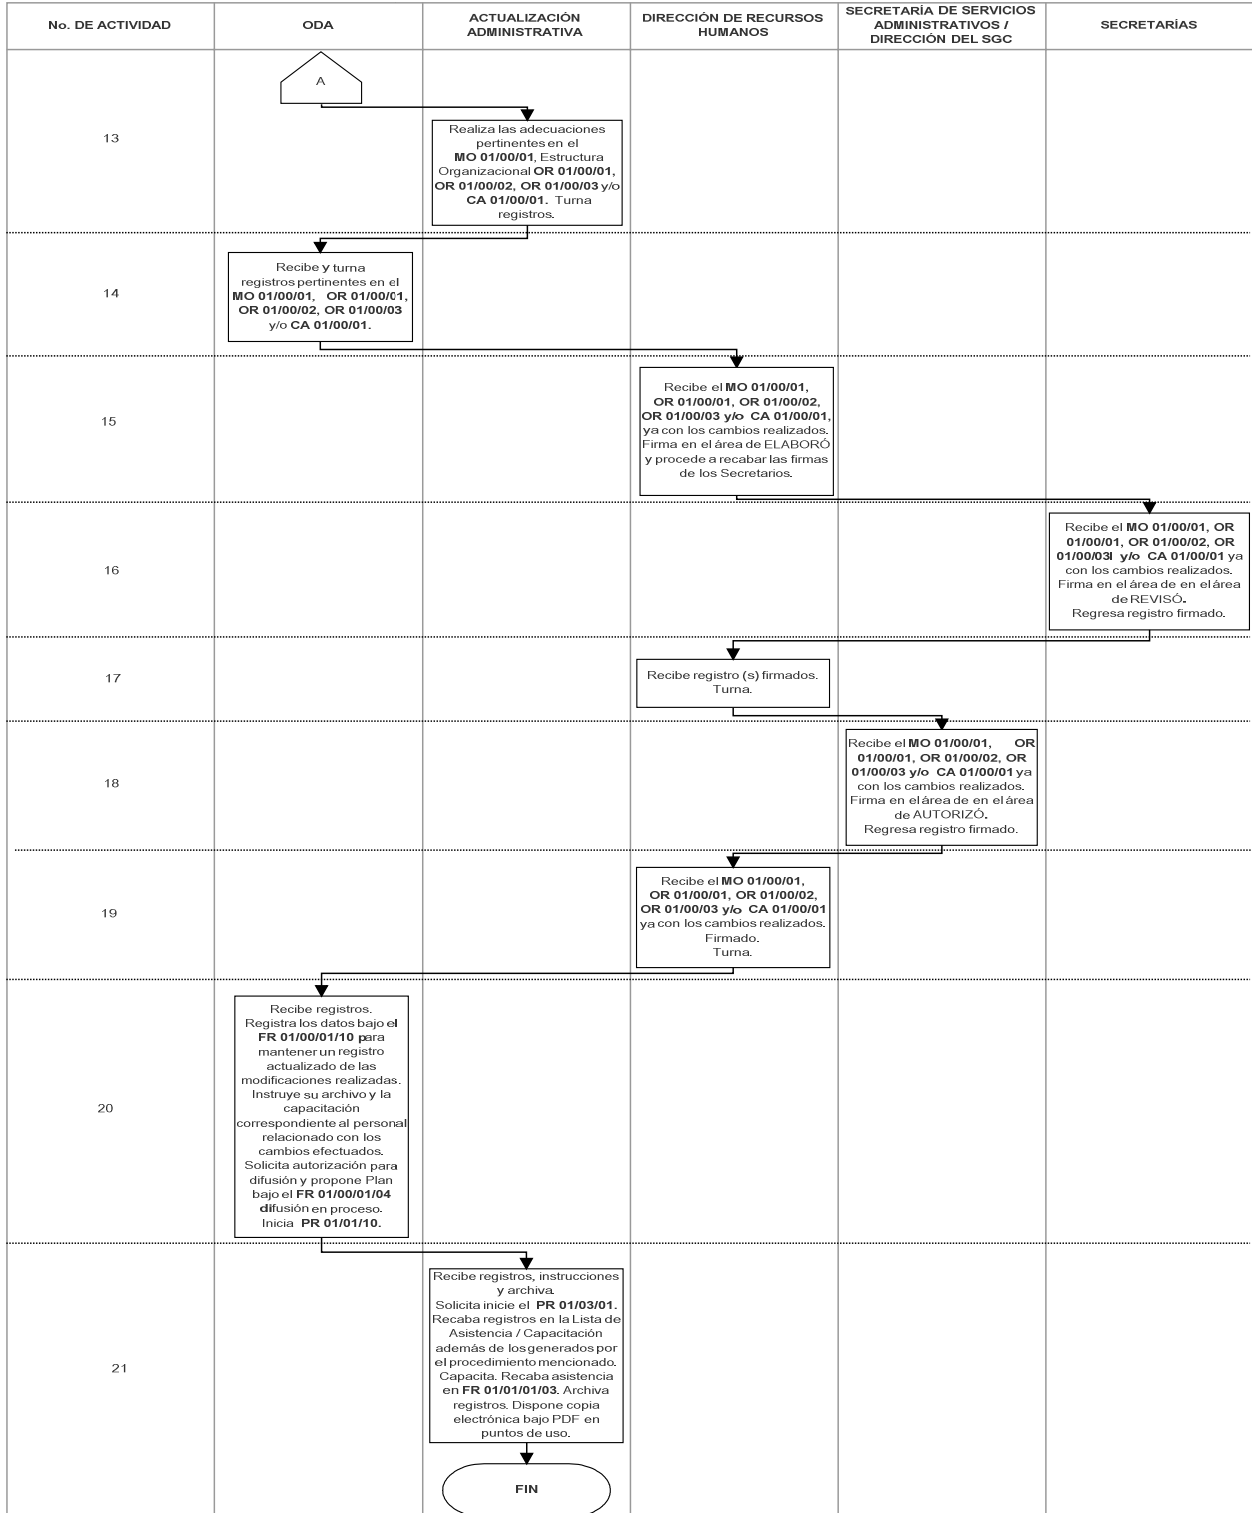 No. DE ACTIVIDAD
ODA
ACTUALIZACIÓN
ADMINISTRATIVA
DIRECCIÓN DE RECURSOS
HUMANOS
SECRETARÍA DE SERVICIOS
ADMINISTRATIVOS /
DIRECCIÓN DEL SGC
SECRETARÍAS
A
13
Realiza las adecuaciones
pertinentes en el
MO 01/00/01, Estructura
Organizacional OR 01/00/01,
OR 01/00/02, OR 01/00/03 y/o
CA 01/00/01. Turna
registros.
14
Recibe y turna
registros pertinentes en el
MO 01/00/01, OR 01/00/01,
OR 01/00/02, OR 01/00/03
y/o CA 01/00/01.
15
Recibe el MO 01/00/01,
OR 01/00/01, OR 01/00/02,
OR 01/00/03 y/o CA 01/00/01,
ya con los cambios realizados.
Firma en el área de ELABORÓ
y procede a recabar las firmas
de los Secretarios.
16
Recibe el MO 01/00/01, OR
01/00/01, OR 01/00/02, OR
01/00/03I y/o CA 01/00/01 ya
con los cambios realizados.
Firma en el área de en el área
de REVISÓ.
Regresa registro firmado.
17
Recibe registro (s) firmados.
Turna.
18
Recibe el MO 01/00/01, OR
01/00/01, OR 01/00/02, OR
01/00/03 y/o CA 01/00/01 ya
con los cambios realizados.
Firma en el área de en el área
de AUTORIZÓ.
Regresa registro firmado.
19
Recibe el MO 01/00/01,
OR 01/00/01, OR 01/00/02,
OR 01/00/03 y/o CA 01/00/01
ya con los cambios realizados.
Firmado.
Turna.
20
Recibe registros.
Registra los datos bajo el
FR 01/00/01/10 para
mantener un registro
actualizado de las
modificaciones realizadas.
Instruye su archivo y la
capacitación
correspondiente al personal
relacionado con los
cambios efectuados.
Solicita autorización para
difusión y propone Plan
bajo el FR 01/00/01/04
difusión en proceso.
Inicia PR 01/01/10.
21
Recibe registros, instrucciones
y archiva.
Solicita inicie el PR 01/03/01.
Recaba registros en la Lista de
Asistencia / Capacitación
además de los generados por
el procedimiento mencionado.
Capacita. Recaba asistencia
en FR 01/01/01/03. Archiva
registros. Dispone copia
electrónica bajo PDF en
puntos de uso.
FIN